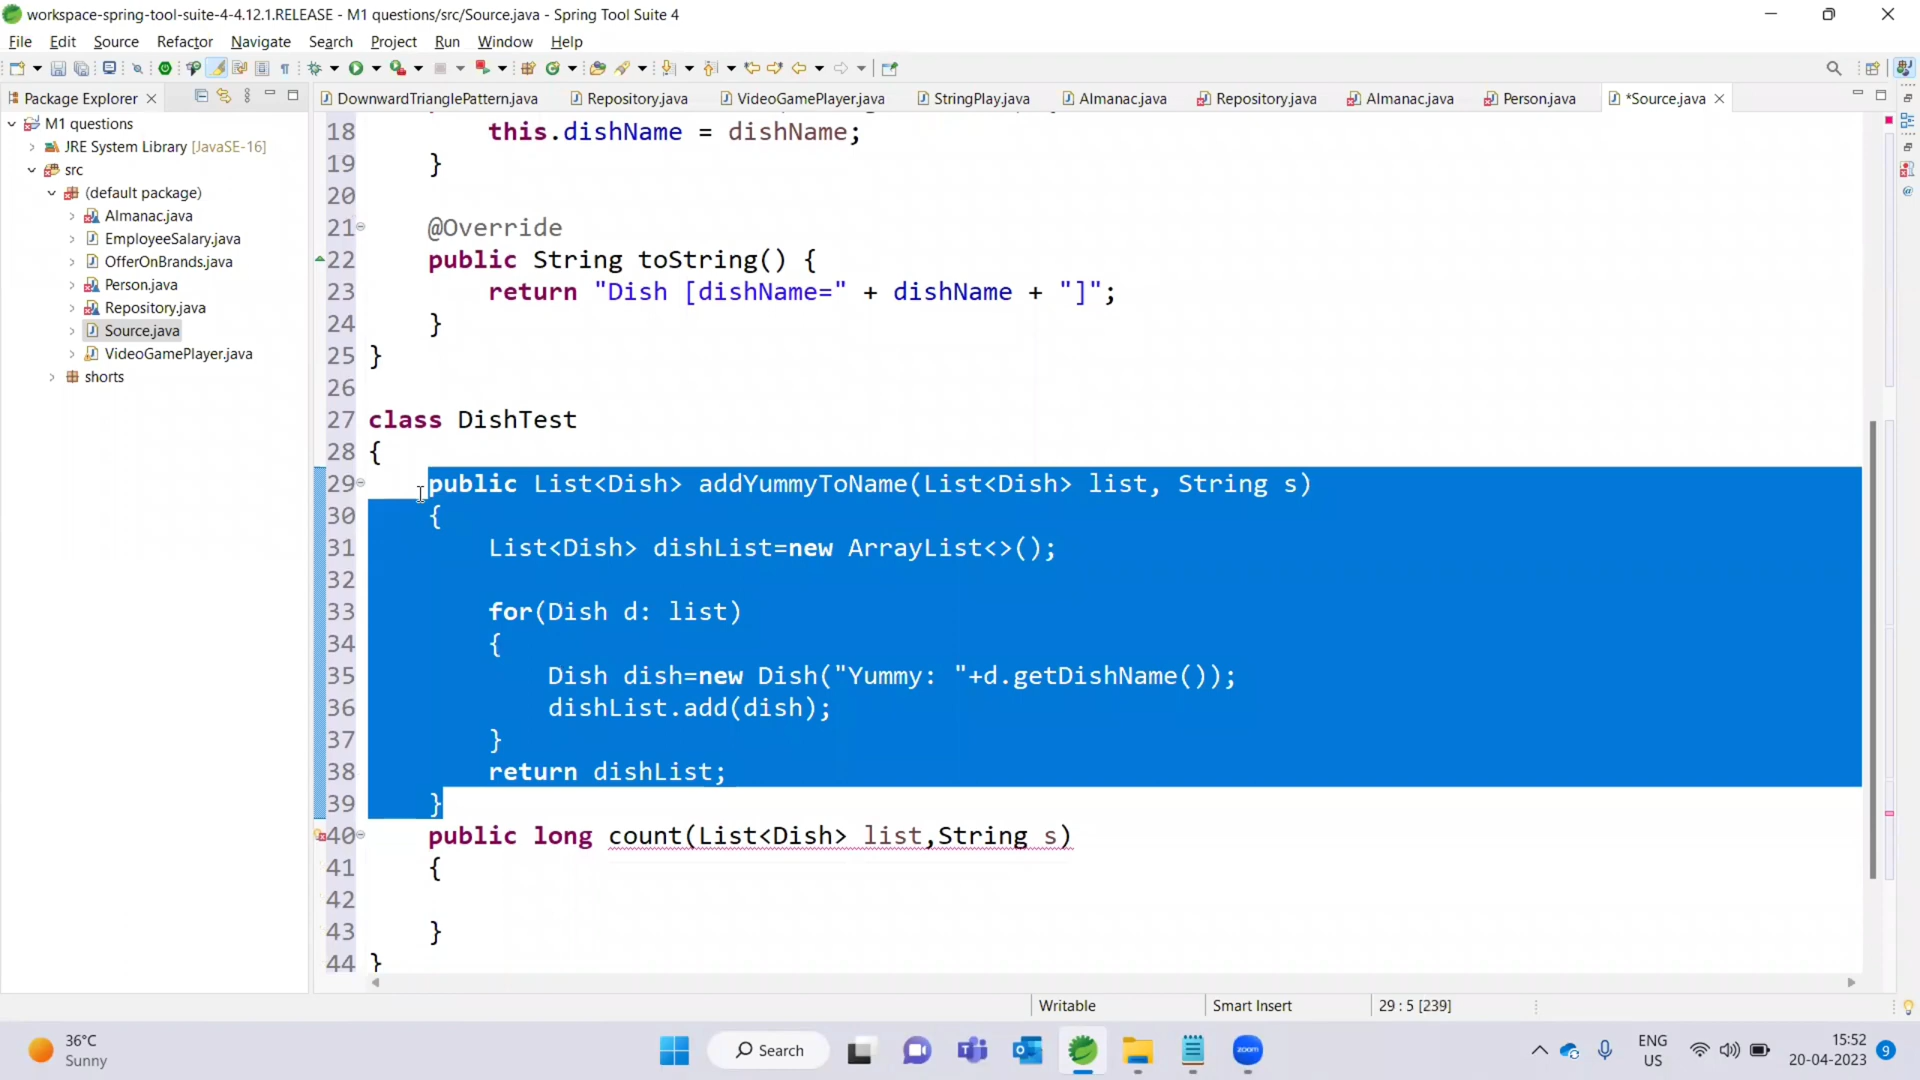 workspace-spring-tool-suite-4-4.12.1.RELEASE - M1 questions/src/Source.java - Spring Tool Suite 4
File Edit Source Refactor Navigate Search Project Run Window Help
Package Explorer
DownwardTrianglePattern.java Repository.java VideoGamePlayer.java StringPlay.java Almanac.java Repository.java Almanac.java Person.java *Source.java
M1 questions
JRE System Library [JavaSE-16]
src
(default package)
Almanac.java
EmployeeSalary.java
OfferOnBrands.java
Person.java
Repository.java
Source.java
VideoGamePlayer.java
shorts
18 this.dishName = dishName;
19 }
20
21 @Override
22 public String toString() {
23 return "Dish [dishName=" + dishName + "]";
24 }
25 }
26
27 class DishTest
28 {
29 public List<Dish> addYummyToName(List<Dish> list, String s)
30 {
31 List<Dish> dishList=new ArrayList<>();
32
33 for(Dish d: list)
34 {
35 Dish dish=new Dish("Yummy: "+d.getDishName());
36 dishList.add(dish);
37 }
38 return dishList;
39 }
40 public long count(List<Dish> list,String s)
41 {
42
43 }
44 }
Writable Smart Insert 29 : 5 [239]
36°C
Sunny
Search
zoom
ENG
US
15:52
20-04-2023
9